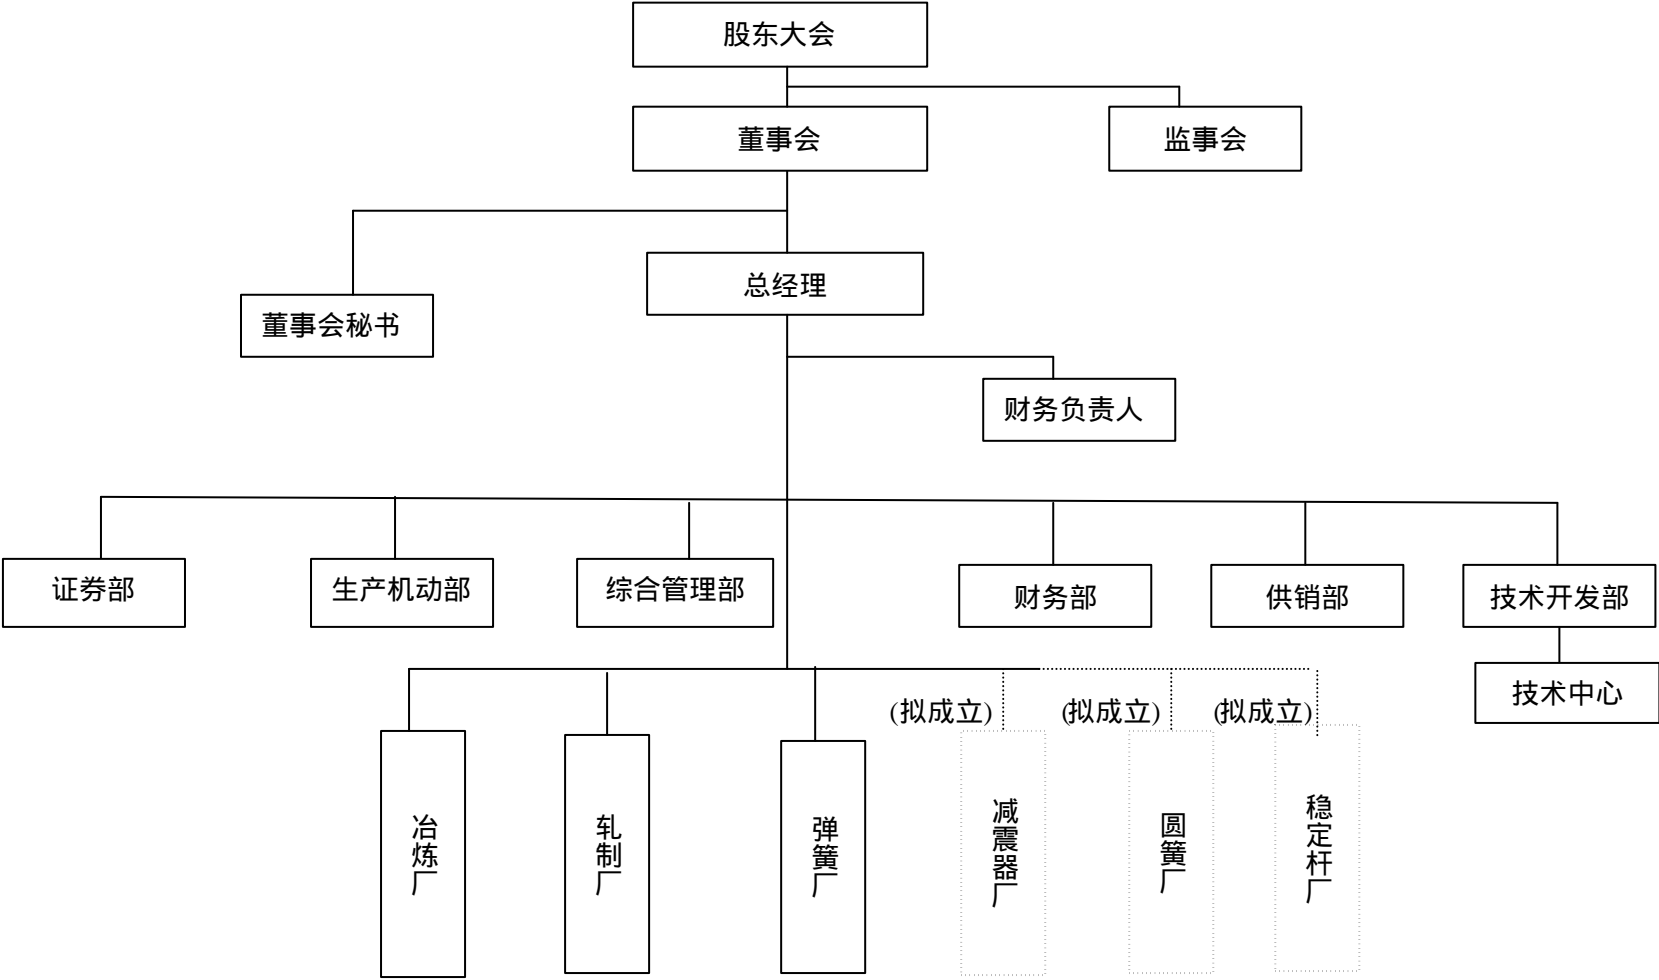 股东大会
董事会
监事会
总经理
董事会秘书
财务负责人
证券部
生产机动部
综合管理部
财务部
供销部
技术开发部
技术中心
(拟成立)
(拟成立)
(拟成立)
冶炼厂
轧制厂
弹簧厂
减震器厂
圆簧厂
稳定杆厂